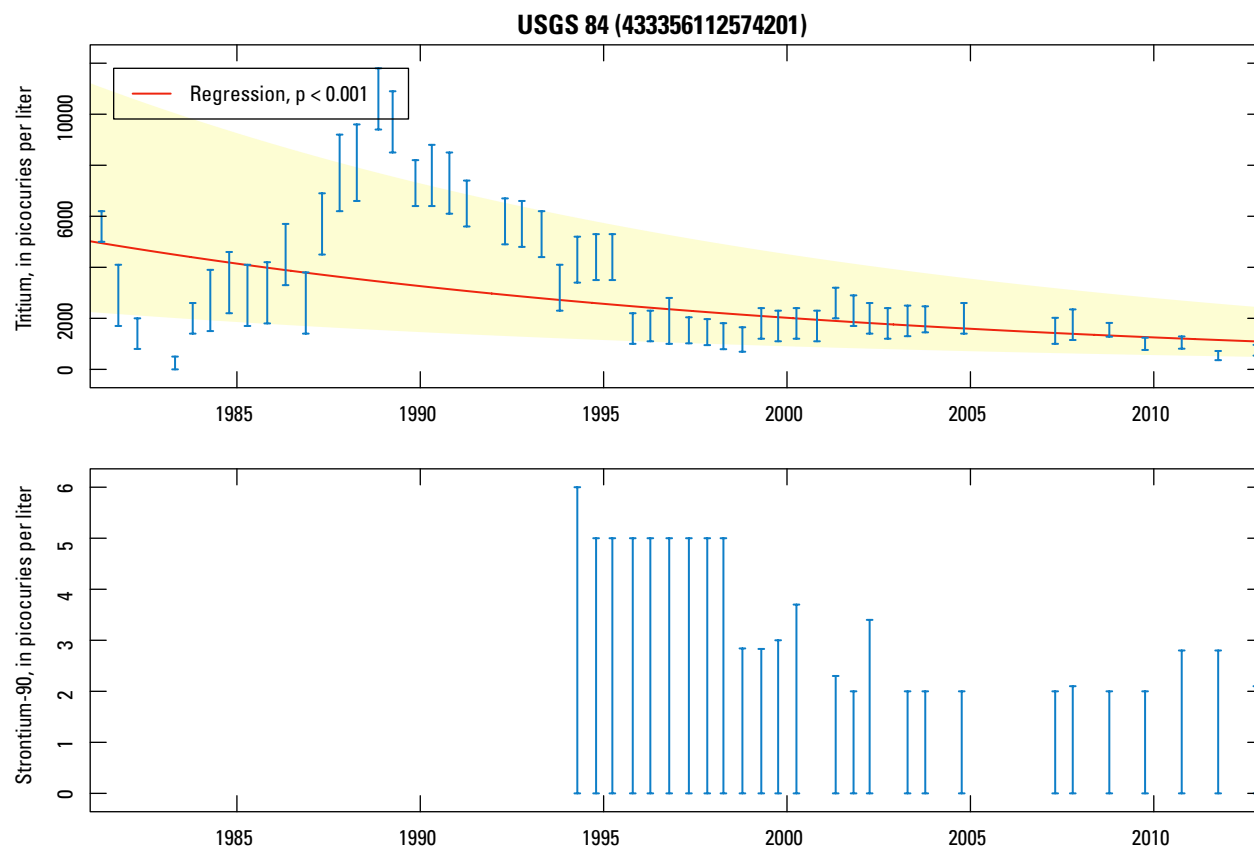 USGS 84 (433356112574201)
Tritium, in picocuries per liter
10000
6000
2000
0
Regression, p < 0.001
1985 1990 1995 2000 2005 2010
Strontium-90, in picocuries per liter
6
5
4
3
2
1
0
1985 1990 1995 2000 2005 2010